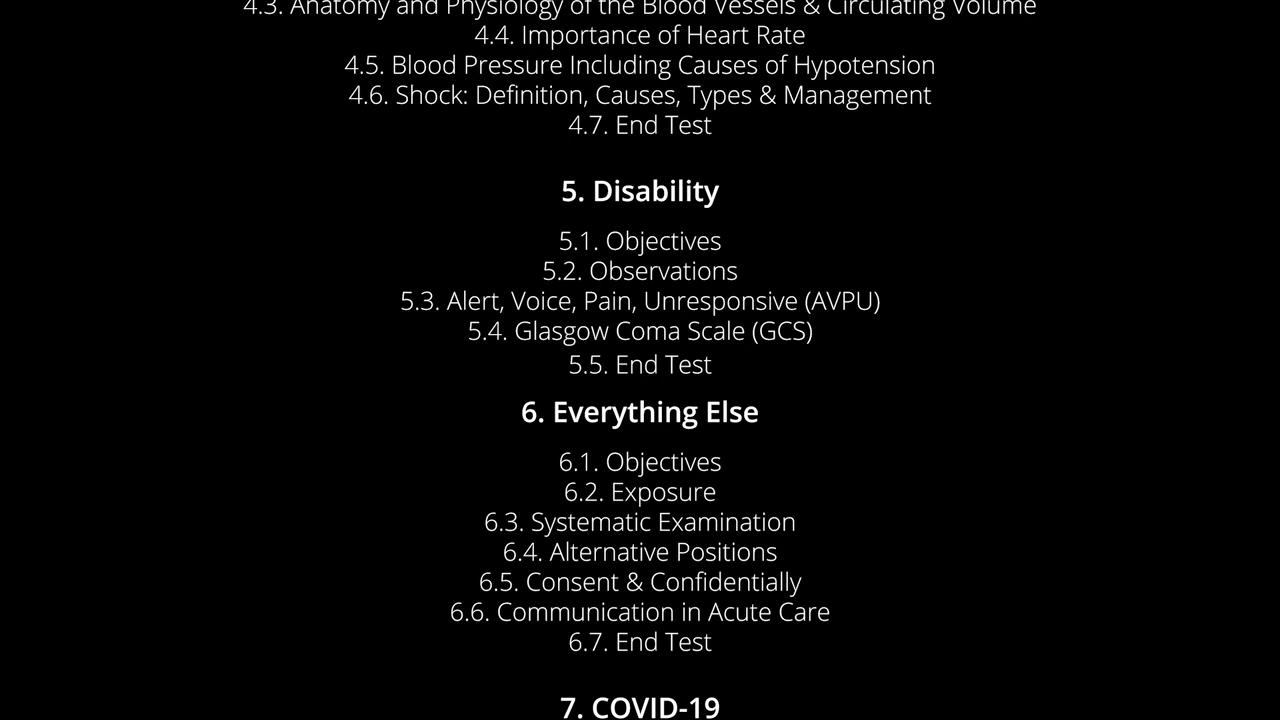 4.3. Anatomy and Physiology of the Blood Vessels & Circulating Volume
4.4. Importance of Heart Rate
4.5. Blood Pressure Including Causes of Hypotension
4.6. Shock: Definition, Causes, Types & Management
4.7. End Test
5. Disability
5.1. Objectives
5.2. Observations
5.3. Alert, Voice, Pain, Unresponsive (AVPU)
5.4. Glasgow Coma Scale (GCS)
5.5. End Test
6. Everything Else
6.1. Objectives
6.2. Exposure
6.3. Systematic Examination
6.4. Alternative Positions
6.5. Consent & Confidentially
6.6. Communication in Acute Care
6.7. End Test
7. COVID-19